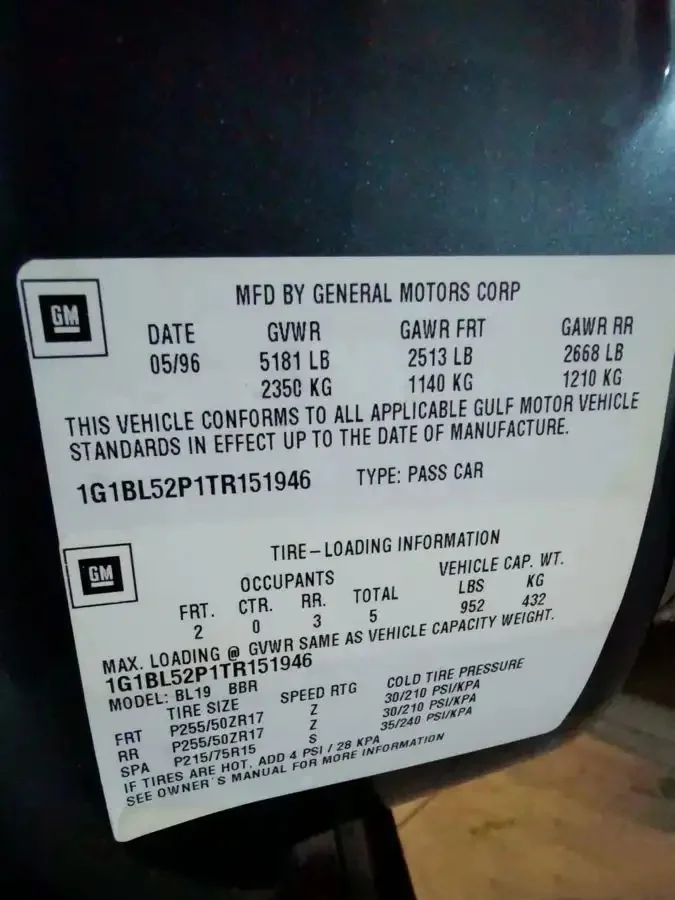 GM
MFD BY GENERAL MOTORS CORP
DATE GVWR GAWR FRT GAWR RR
05/96 5181 LB 2513 LB 2668 LB
2350 KG 1140 KG 1210 KG
THIS VEHICLE CONFORMS TO ALL APPLICABLE GULF MOTOR VEHICLE
STANDARDS IN EFFECT UP TO THE DATE OF MANUFACTURE.
1G1BL52P1TR151946 TYPE: PASS CAR
GM
TIRE-LOADING INFORMATION
OCCUPANTS VEHICLE CAP. WT.
FRT. CTR. RR. TOTAL LBS KG
2 0 3 5 952 432
MAX. LOADING @ GVWR SAME AS VEHICLE CAPACITY WEIGHT.
1G1BL52P1TR151946
MODEL: BL19 BBR
TIRE SIZE SPEED RTG COLD TIRE PRESSURE
FRT P255/50ZR17 Z 30/210 PSI/KPA
RR P255/50ZR17 Z 30/210 PSI/KPA
SPA P215/75R15 S 35/240 PSI/KPA
IF TIRES ARE HOT, ADD 4 PSI / 28 KPA
SEE OWNER'S MANUAL FOR MORE INFORMATION